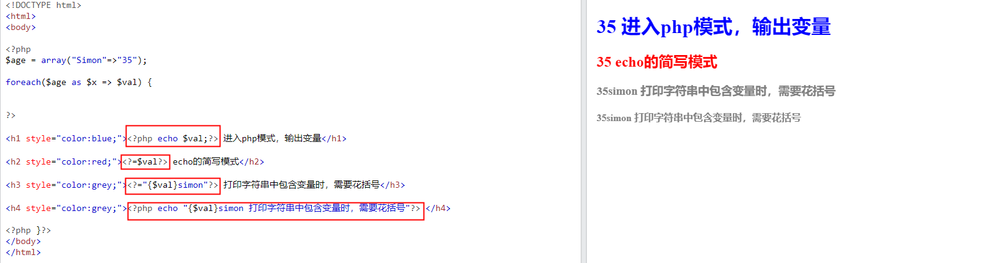 <!DOCTYPE html>
<html>
<body>
<?php
$age = array("Simon"=>"35");
foreach($age as $x => $val) {
?>
<h1 style="color:blue;"><?php echo $val;?> 进入php模式，输出变量</h1>
<h2 style="color:red;"><?=$val?> echo的简写模式</h2>
<h3 style="color:grey;"><?="{$val}simon"?> 打印字符串中包含变量时，需要花括号</h3>
<h4 style="color:grey;"><?php echo "{$val}simon 打印字符串中包含变量时，需要花括号"?> </h4>
<?php }?>
</body>
</html>
35 进入php模式，输出变量
35 echo的简写模式
35simon 打印字符串中包含变量时，需要花括号
35simon 打印字符串中包含变量时，需要花括号